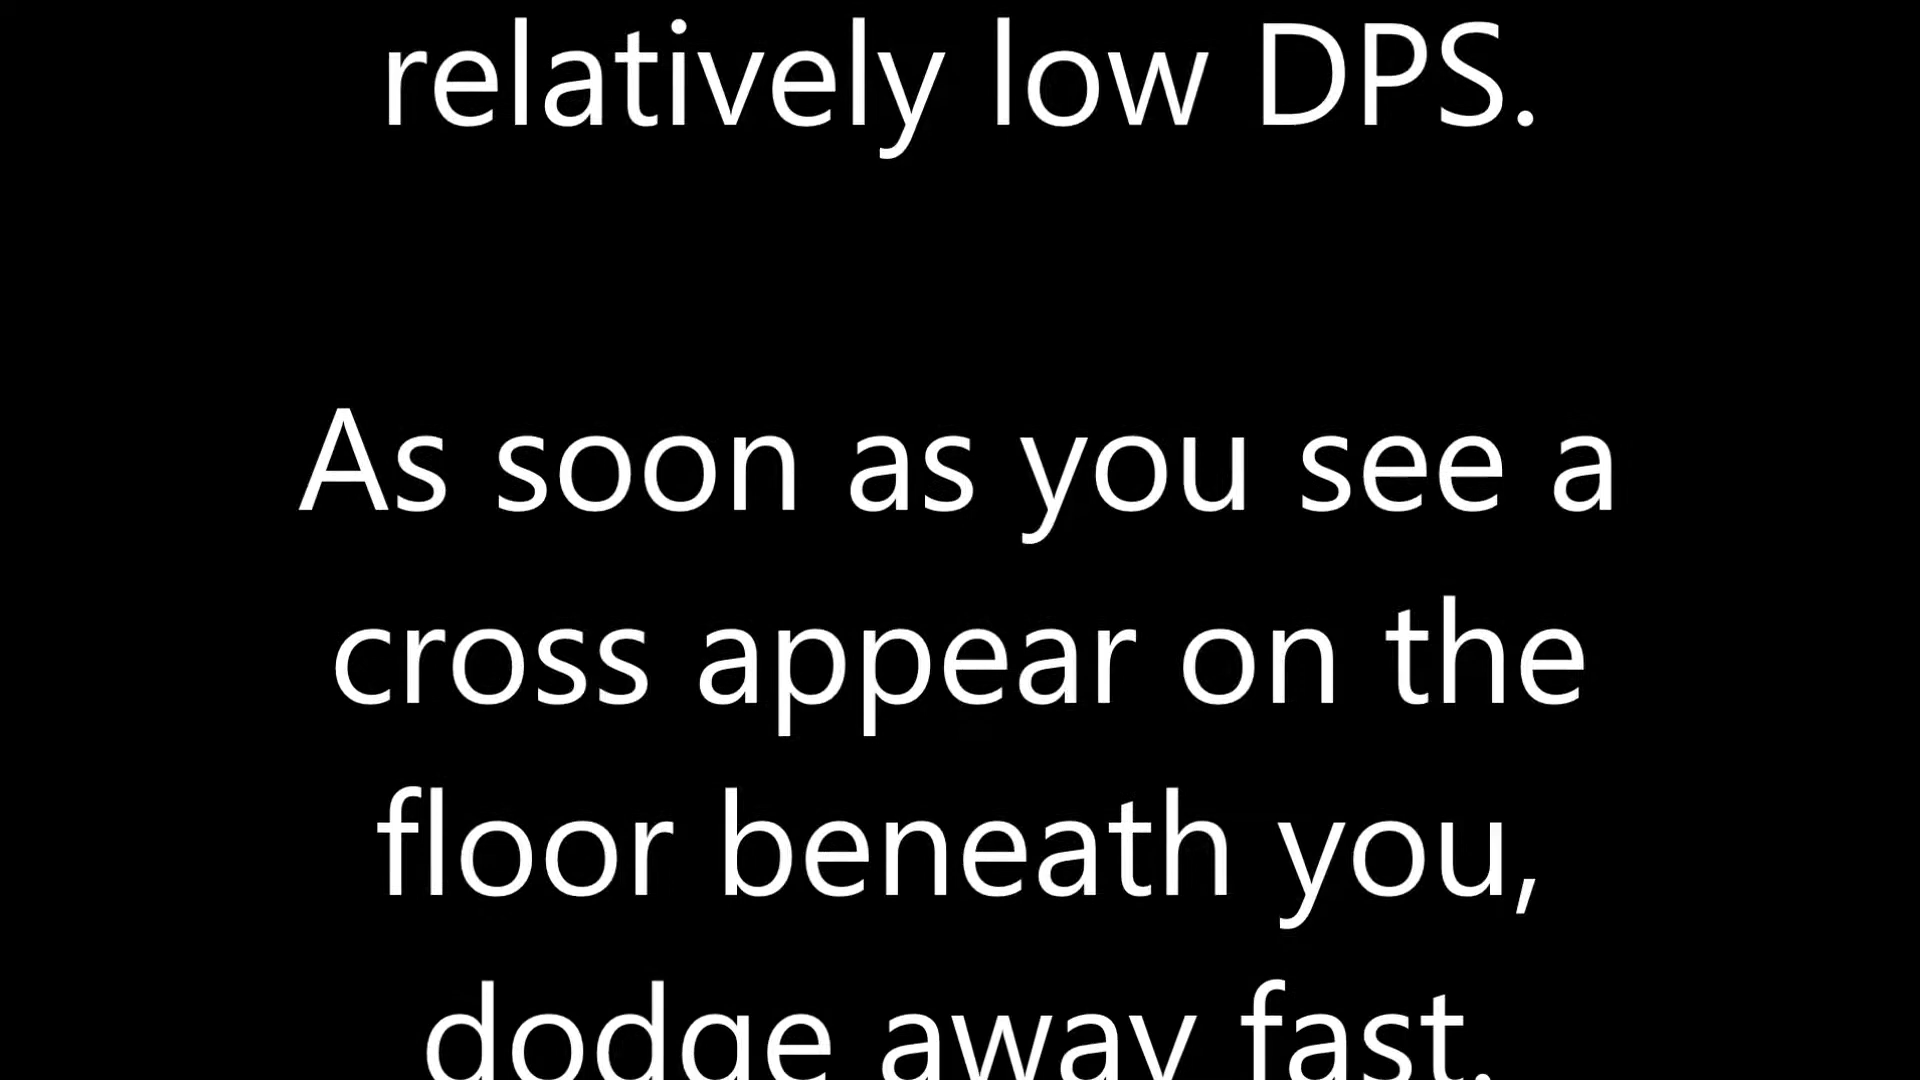 relatively low DPS.
As soon as you see a
cross appear on the
floor beneath you,
dodge away fast.